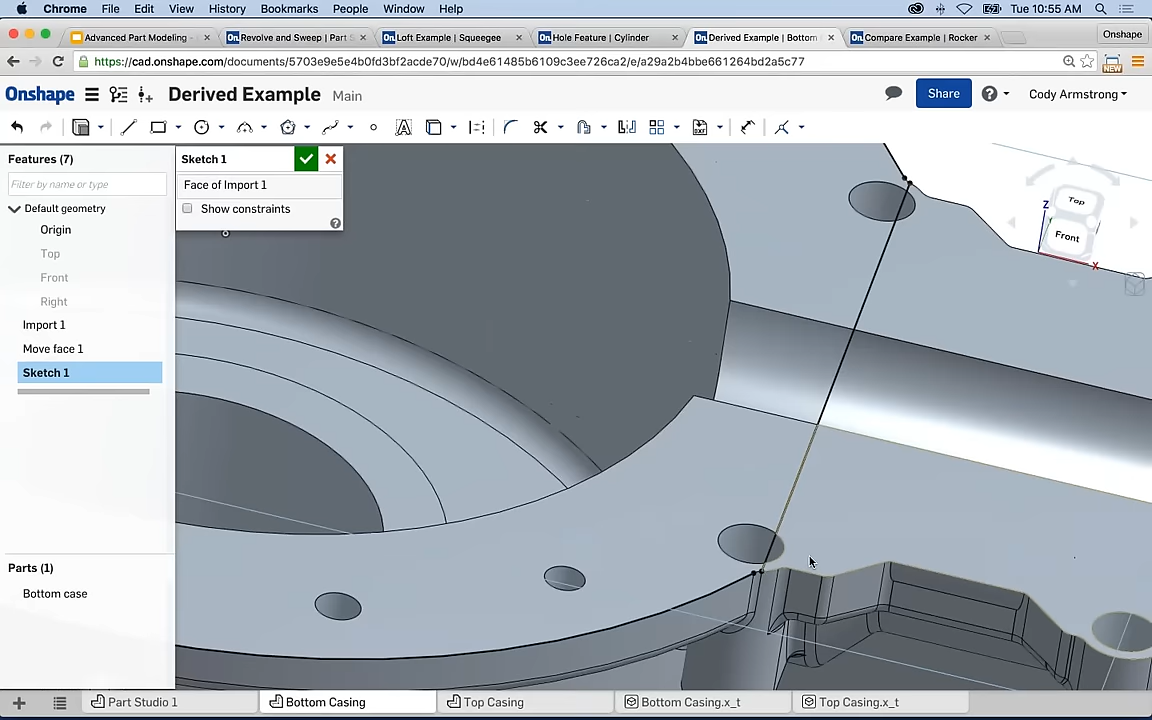 Chrome File Edit View History Bookmarks People Window Help Tue 10:55 AM
Advanced Part Modeling - Revolve and Sweep | Part S Loft Example | Squeegee Hole Feature | Cylinder Derived Example | Bottom Compare Example | Rocker Onshape
https://cad.onshape.com/documents/5703e9e5e4b0fd3bf2acde70/w/bd4e61485b6109c3ee726ca2/e/a29a2b4bbe661264bd2a5c77 NEW
Onshape Derived Example Main Share Cody Armstrong
Features (7)
Filter by name or type
Default geometry
Origin
Top
Front
Right
Import 1
Move face 1
Sketch 1
Parts (1)
Bottom case
Sketch 1
Face of Import 1
Show constraints
Top
Front
Z
X
Part Studio 1 Bottom Casing Top Casing Bottom Casing.x_t Top Casing.x_t